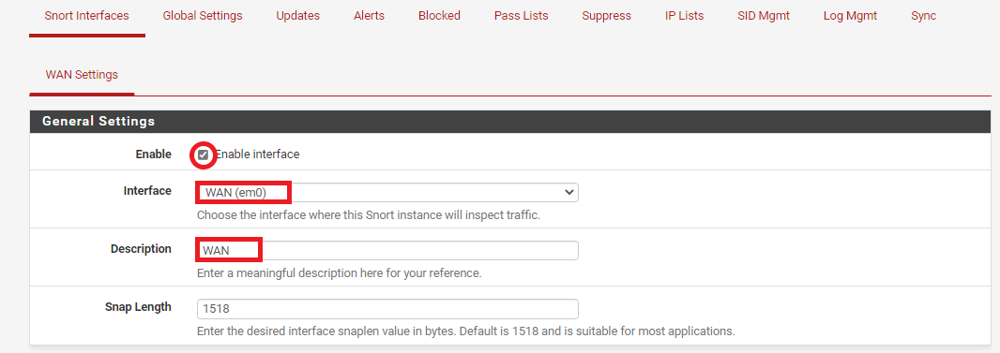 Snort Interfaces Global Settings Updates Alerts Blocked Pass Lists Suppress IP Lists SID Mgmt Log Mgmt Sync
WAN Settings
General Settings
Enable Enable interface
Interface WAN (em0)
Choose the interface where this Snort instance will inspect traffic.
Description WAN
Enter a meaningful description here for your reference.
Snap Length 1518
Enter the desired interface snaplen value in bytes. Default is 1518 and is suitable for most applications.